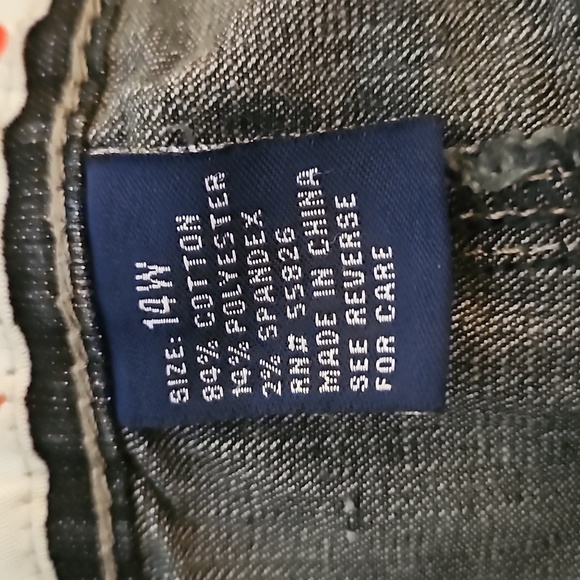 SIZE: 14W
84% COTTON
14% POLYESTER
2% SPANDEX
RN# 55826
MADE IN CHINA
SEE REVERSE
FOR CARE